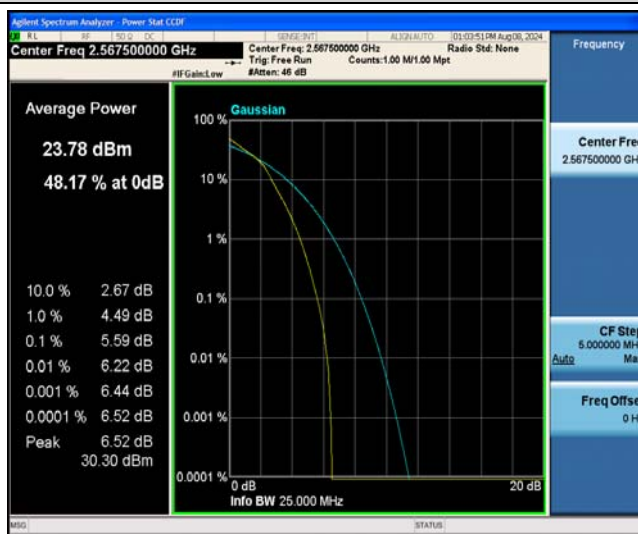 Agilent Spectrum Analyzer - Power Stat CCDF
RL RF 50 Ω DC SENSE:INT ALIGN AUTO 01:03:51 PM Aug 08, 2024
Center Freq 2.567500000 GHz
Center Freq: 2.567500000 GHz Radio Std: None
Trig: Free Run Counts:1.00 M/1.00 Mpt
#IFGain:Low #Atten: 46 dB
Frequency
Average Power
23.78 dBm
48.17 % at 0dB
10.0 % 2.67 dB
1.0 % 4.49 dB
0.1 % 5.59 dB
0.01 % 6.22 dB
0.001 % 6.44 dB
0.0001 % 6.52 dB
Peak 6.52 dB
30.30 dBm
Gaussian
100 %
10 %
1 %
0.1 %
0.01 %
0.001 %
0.0001 %
0 dB 20 dB
Info BW 25.000 MHz
Center Fre
2.567500000 GH
CF Step
5.000000 MH
Auto Ma
Freq Offse
0 H
MSG STATUS